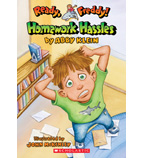 Ready, Freddy!
Homework Hassles
by ABBY KLEIN
illustrated by
John McKinley
SCHOLASTIC